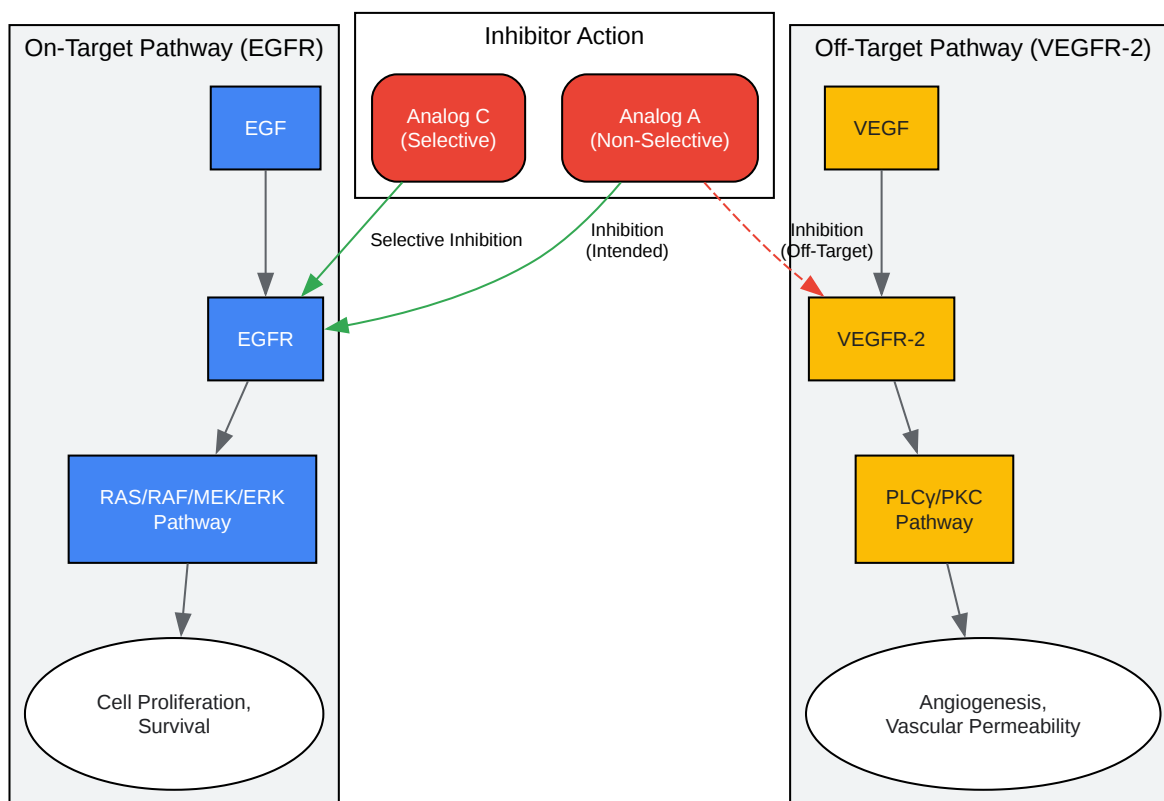 On-Target Pathway (EGFR)
EGF
EGFR
RAS/RAF/MEK/ERK
Pathway
Cell Proliferation,
Survival
Inhibitor Action
Analog C
(Selective)
Analog A
(Non-Selective)
Selective Inhibition
Inhibition
(Intended)
Inhibition
(Off-Target)
Off-Target Pathway (VEGFR-2)
VEGF
VEGFR-2
PLCγ/PKC
Pathway
Angiogenesis,
Vascular Permeability